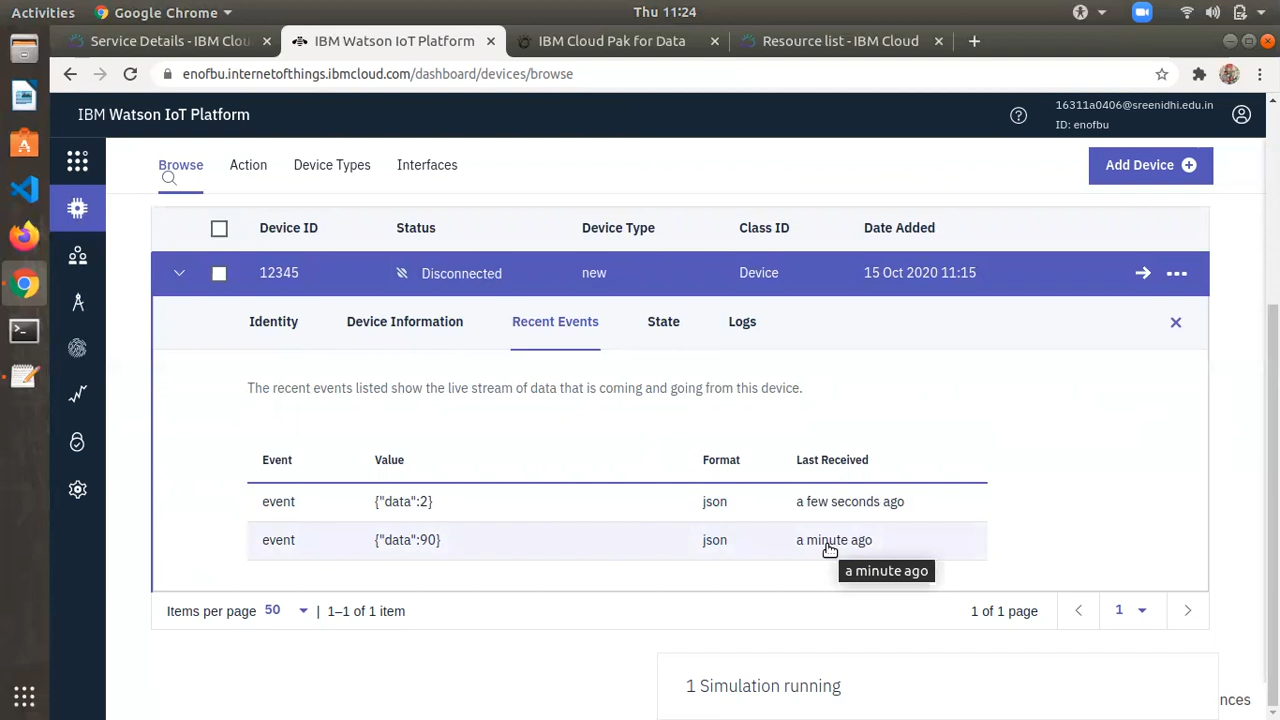 Activities
Google Chrome
Thu 11:24
Service Details - IBM Clou
IBM Watson IoT Platform
IBM Cloud Pak for Data
Resource list - IBM Cloud
enofbu.internetofthings.ibmcloud.com/dashboard/devices/browse
IBM Watson IoT Platform
16311a0406@sreenidhi.edu.in
ID: enofbu
Browse
Action
Device Types
Interfaces
Add Device
Device ID
Status
Device Type
Class ID
Date Added
12345
Disconnected
new
Device
15 Oct 2020 11:15
Identity
Device Information
Recent Events
State
Logs
The recent events listed show the live stream of data that is coming and going from this device.
Event
Value
Format
Last Received
event
{"data":2}
json
a few seconds ago
event
{"data":90}
json
a minute ago
a minute ago
Items per page 50 | 1–1 of 1 item
1 of 1 page
1
1 Simulation running
nces